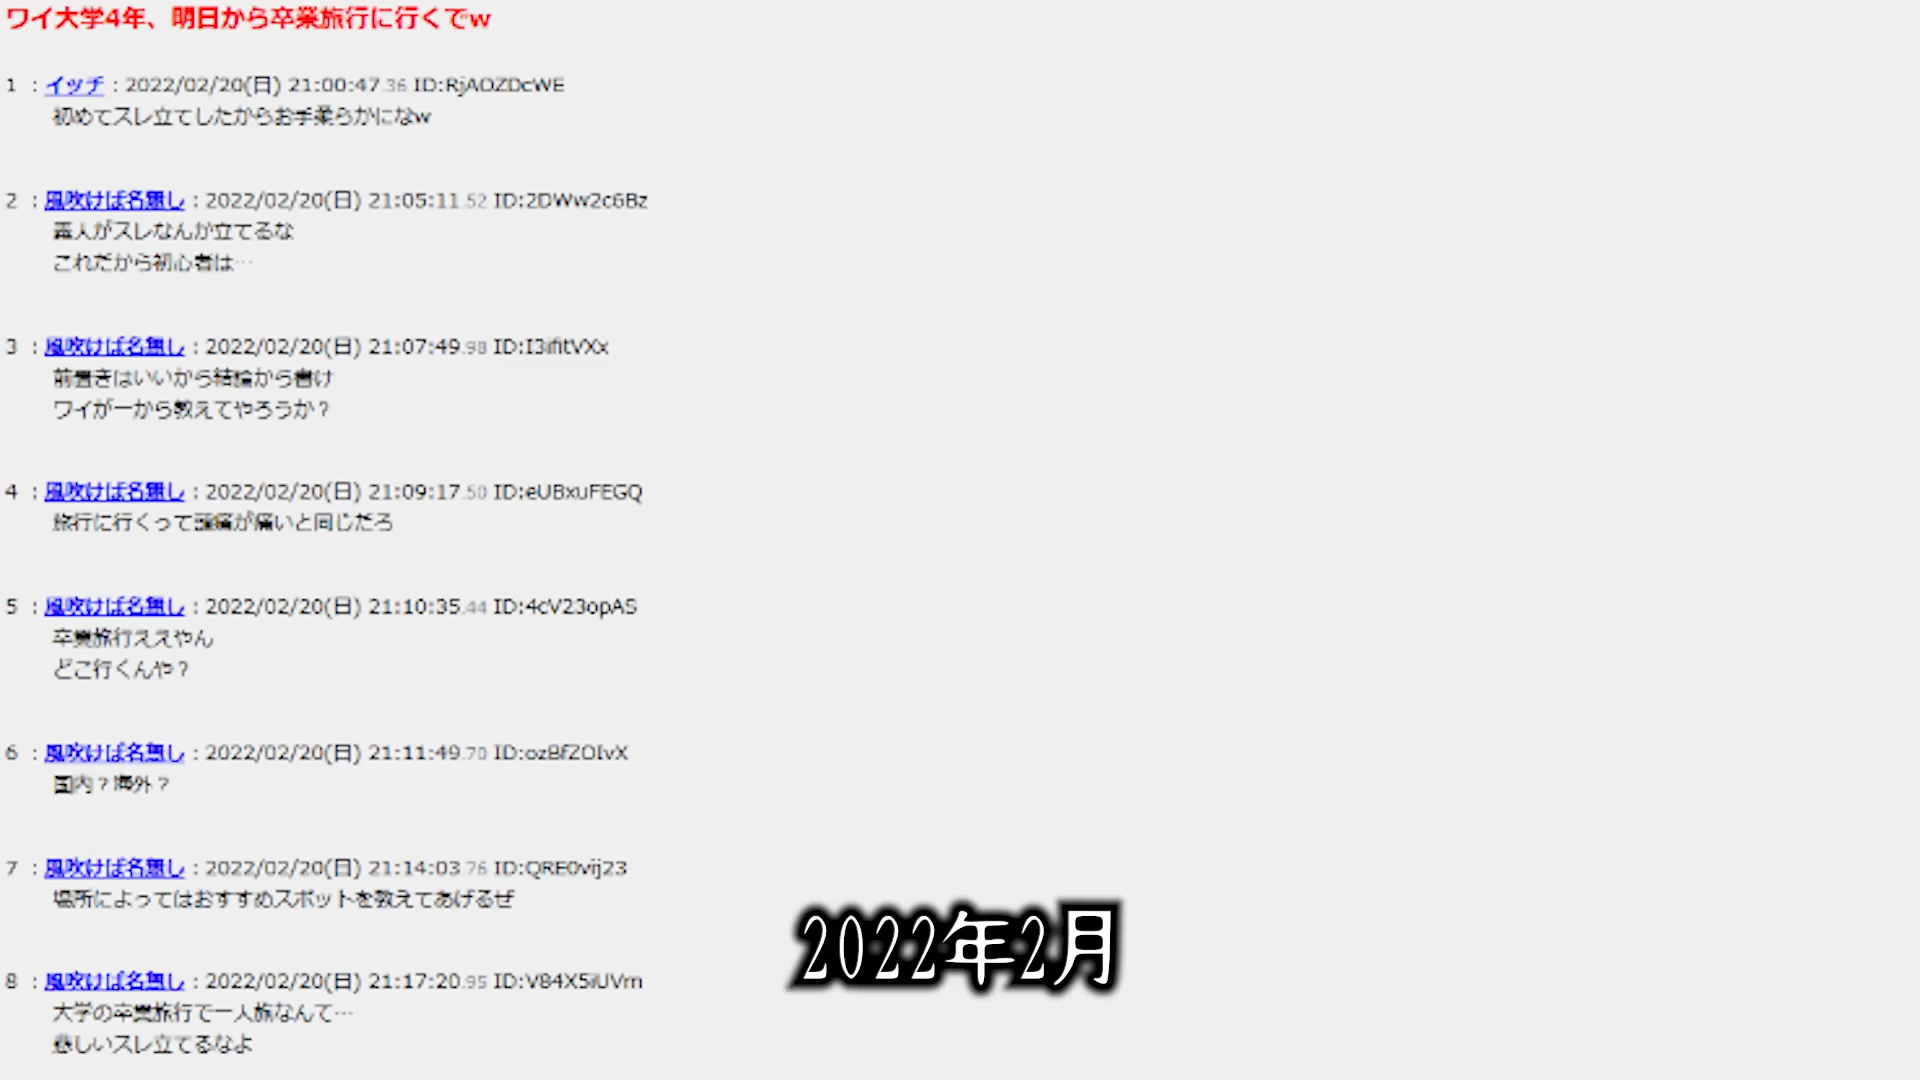 ワイ大学4年、明日から卒業旅行に行くでw
1 ：イッチ：2022/02/20(日) 21:00:47.36 ID:RjAOZDcWE
初めてスレ立てしたからお手柔らかになw
2 ：風吹けば名無し：2022/02/20(日) 21:05:11.52 ID:2DWw2c6Bz
素人がスレなんか立てるな
これだから初心者は…
3 ：風吹けば名無し：2022/02/20(日) 21:07:49.98 ID:I3ifitVXx
前置きはいいから結論から書け
ワイが一から教えてやろうか？
4 ：風吹けば名無し：2022/02/20(日) 21:09:17.50 ID:eUBxuFEGQ
旅行に行くって頭痛が痛いと同じだろ
5 ：風吹けば名無し：2022/02/20(日) 21:10:35.44 ID:4cV23opAS
卒業旅行ええやん
どこ行くんや？
6 ：風吹けば名無し：2022/02/20(日) 21:11:49.70 ID:ozBfZOIvX
国内？海外？
7 ：風吹けば名無し：2022/02/20(日) 21:14:03.76 ID:QRE0vij23
場所によってはおすすめスポットを教えてあげるぜ
8 ：風吹けば名無し：2022/02/20(日) 21:17:20.95 ID:V84X5iUVm
大学の卒業旅行で一人旅なんて…
悲しいスレ立てるなよ
2022年2月